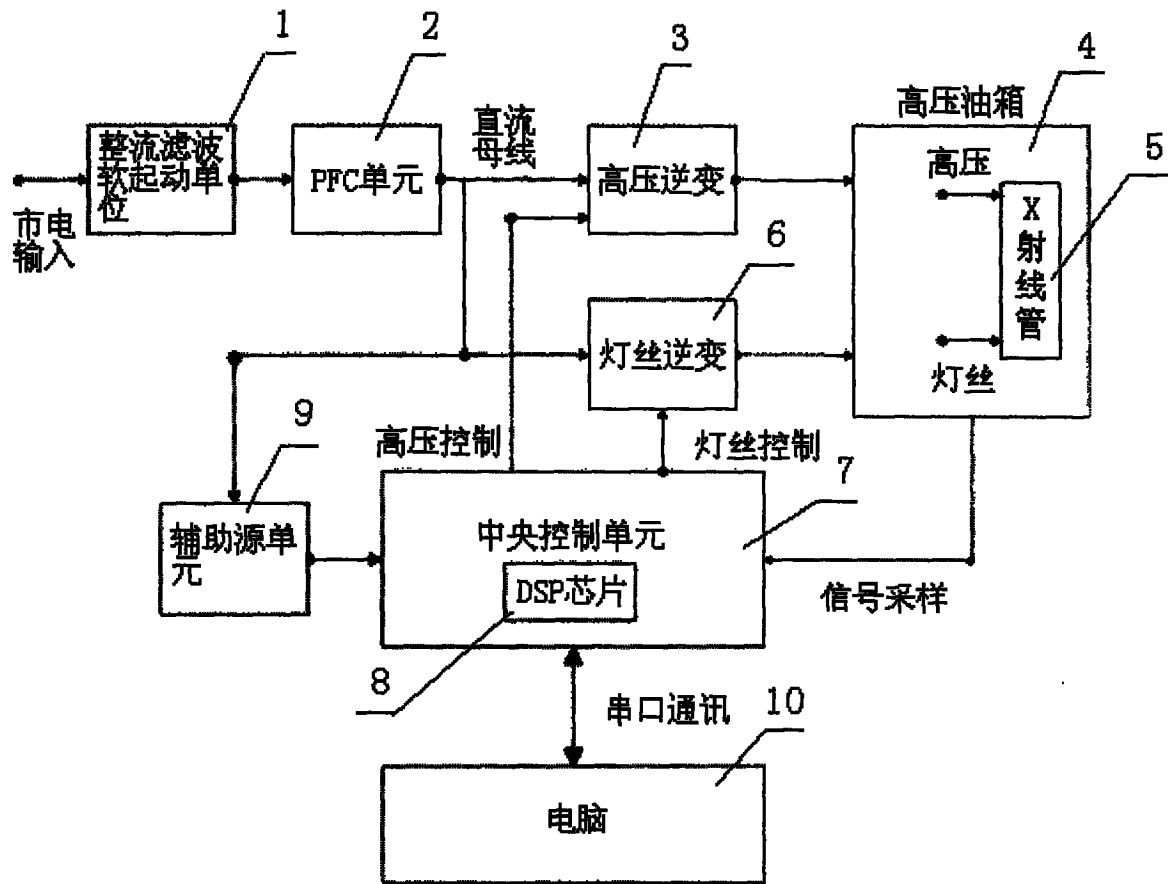 1
2
3
4
高压油箱
直流
母线
整流滤波
软起动单
位
PFC单元
高压逆变
高压
5
X
射
线
管
市电
输入
6
灯丝逆变
灯丝
9
高压控制
灯丝控制
7
辅助源单
元
中央控制单元
DSP芯片
信号采样
8
串口通讯
10
电脑